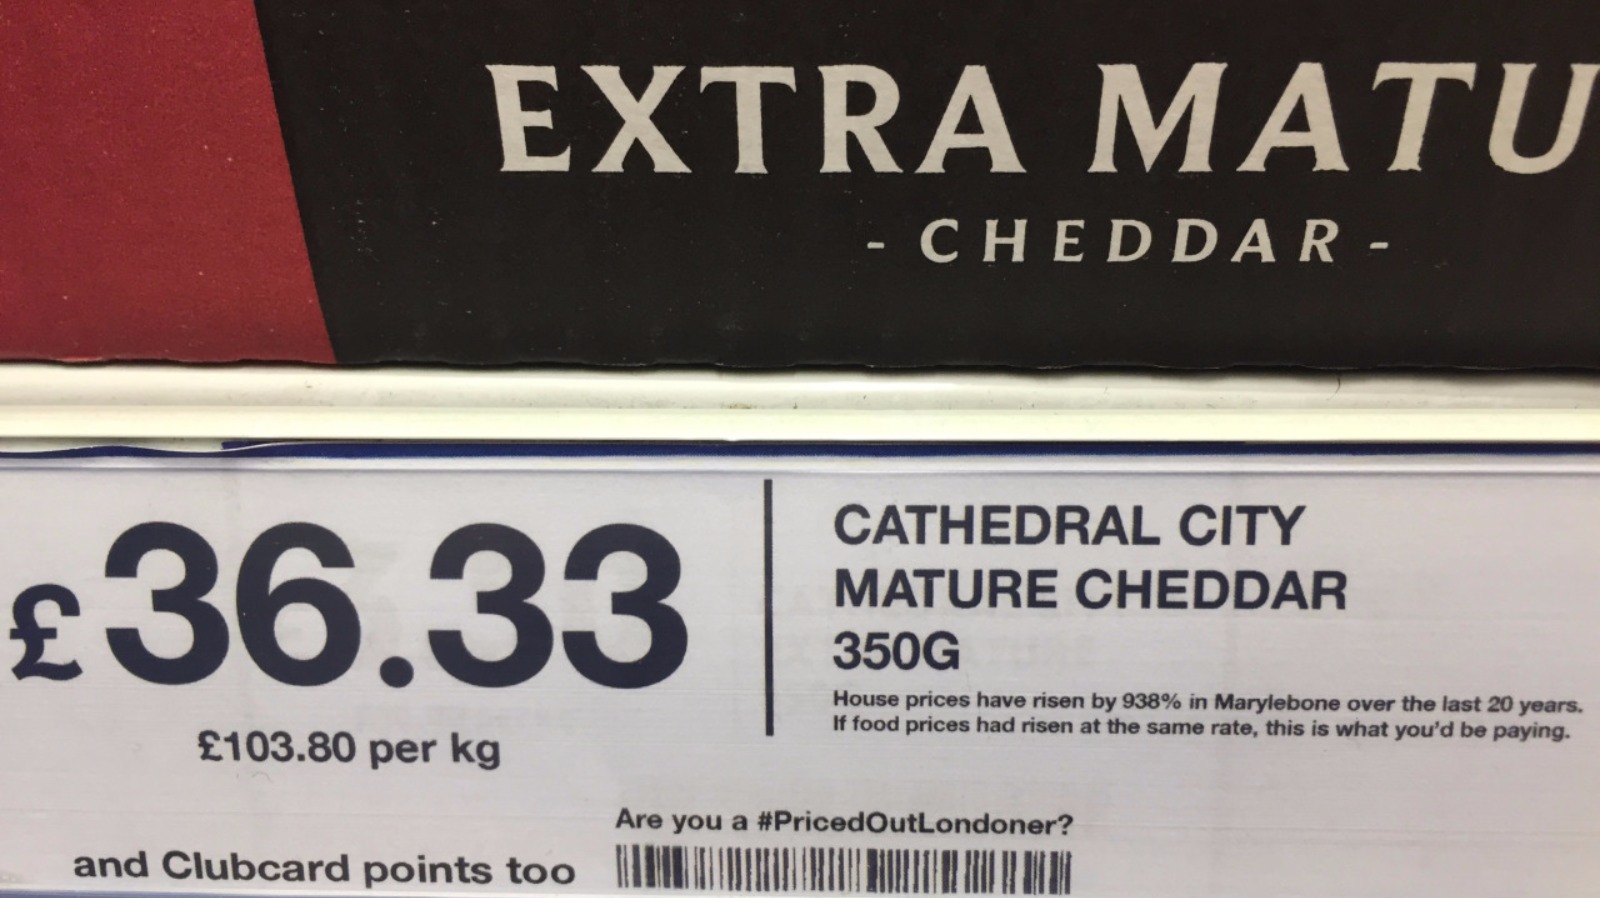 EXTRA MATU
- CHEDDAR -
£36.33
£103.80 per kg
CATHEDRAL CITY
MATURE CHEDDAR
350G
House prices have risen by 938% in Marylebone over the last 20 years.
If food prices had risen at the same rate, this is what you'd be paying.
Are you a #PricedOutLondoner?
and Clubcard points too